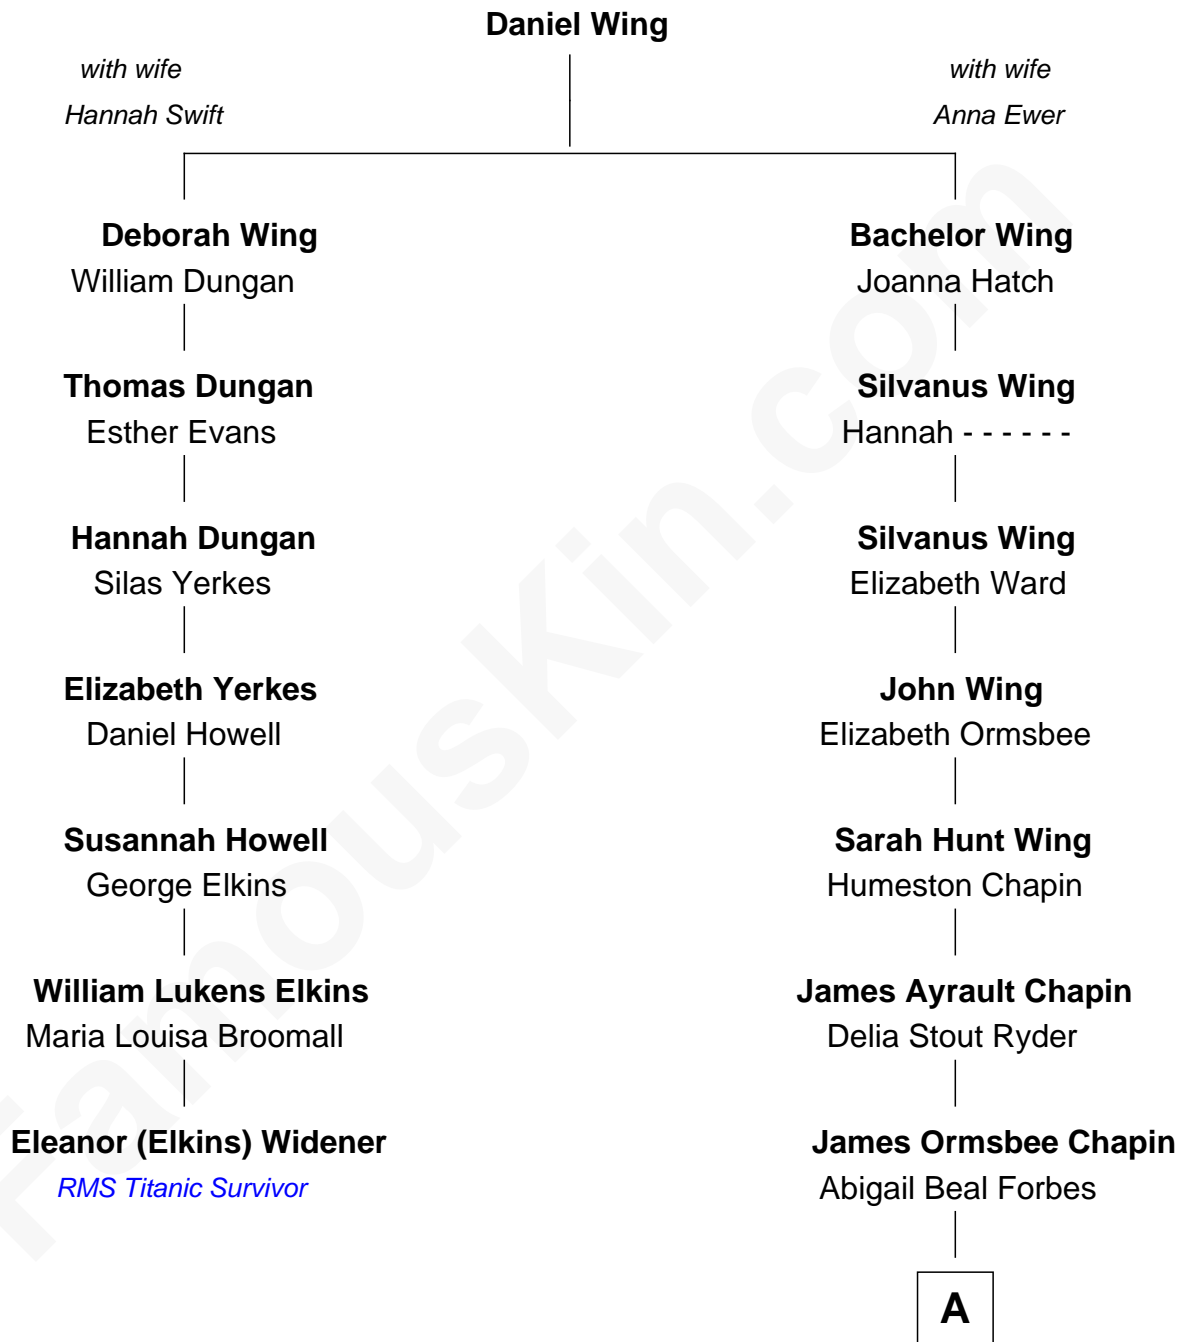 Daniel Wing
with wife
Hannah Swift
with wife
Anna Ewer
Deborah Wing
William Dungan
Bachelor Wing
Joanna Hatch
Thomas Dungan
Esther Evans
Silvanus Wing
Hannah - - - - - -
Hannah Dungan
Silas Yerkes
Silvanus Wing
Elizabeth Ward
Elizabeth Yerkes
Daniel Howell
John Wing
Elizabeth Ormsbee
Susannah Howell
George Elkins
Sarah Hunt Wing
Humeston Chapin
William Lukens Elkins
Maria Louisa Broomall
James Ayrault Chapin
Delia Stout Ryder
Eleanor (Elkins) Widener
RMS Titanic Survivor
James Ormsbee Chapin
Abigail Beal Forbes
A
FamousKin.com